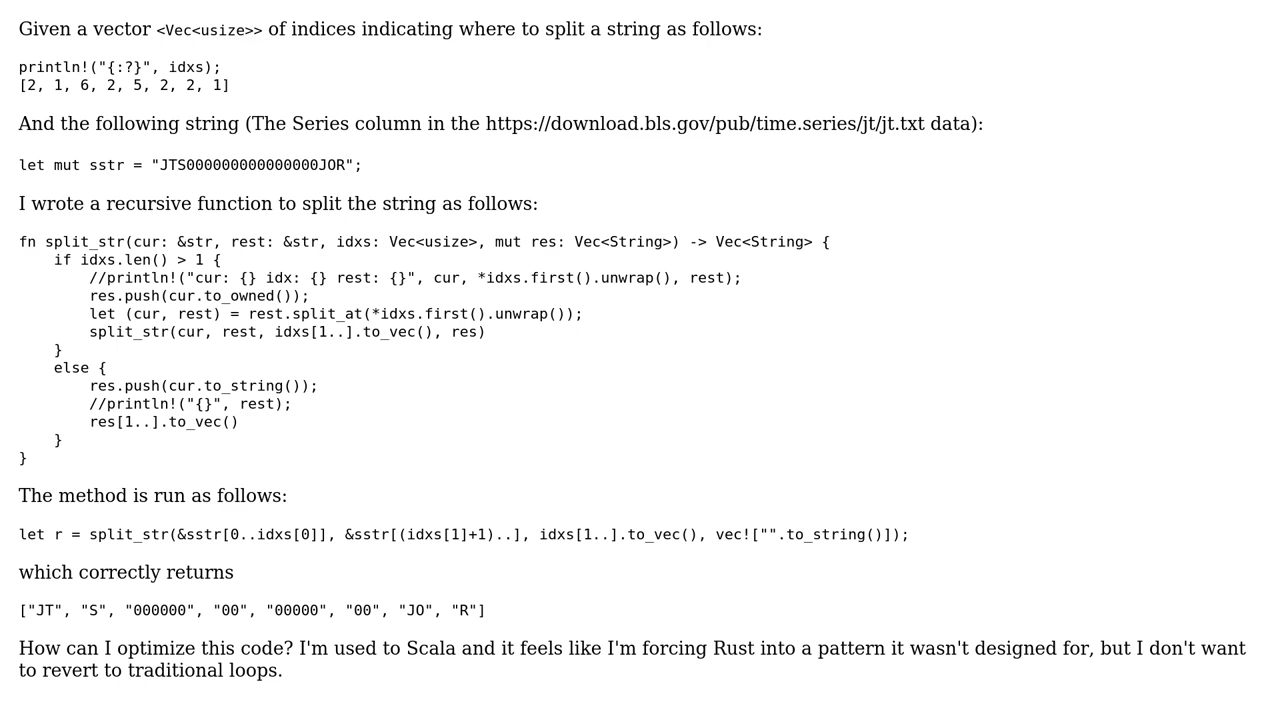 Given a vector <Vec<usize>> of indices indicating where to split a string as follows:
println!("{:?}", idxs);
[2, 1, 6, 2, 5, 2, 2, 1]
And the following string (The Series column in the https://download.bls.gov/pub/time.series/jt/jt.txt data):
let mut sstr = "JTS000000000000000JOR";
I wrote a recursive function to split the string as follows:
fn split_str(cur: &str, rest: &str, idxs: Vec<usize>, mut res: Vec<String>) -> Vec<String> {
    if idxs.len() > 1 {
        //println!("cur: {} idx: {} rest: {}", cur, *idxs.first().unwrap(), rest);
        res.push(cur.to_owned());
        let (cur, rest) = rest.split_at(*idxs.first().unwrap());
        split_str(cur, rest, idxs[1..].to_vec(), res)
    }
    else {
        res.push(cur.to_string());
        //println!("{}", rest);
        res[1..].to_vec()
    }
}
The method is run as follows:
let r = split_str(&sstr[0..idxs[0]], &sstr[(idxs[1]+1)..], idxs[1..].to_vec(), vec!["".to_string()]);
which correctly returns
["JT", "S", "000000", "00", "00000", "00", "JO", "R"]
How can I optimize this code? I'm used to Scala and it feels like I'm forcing Rust into a pattern it wasn't designed for, but I don't want
to revert to traditional loops.